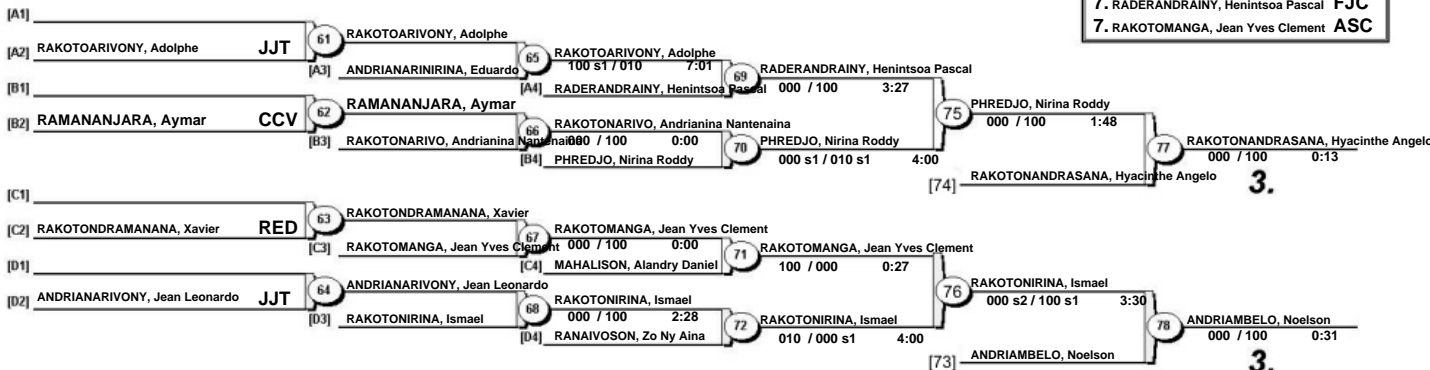 7. RADERANDRAINY, Henintsoa Pascal FJC
7. RAKOTOMANGA, Jean Yves Clement ASC
[A1]
[A2] RAKOTOARIVONY, Adolphe JJT
61
RAKOTOARIVONY, Adolphe
[A3] ANDRIANARINIRINA, Eduardo
65
RAKOTOARIVONY, Adolphe
100 s1 / 010 7:01
[A4] RADERANDRAINY, Henintsoa Pascal
69
RADERANDRAINY, Henintsoa Pascal
000 / 100 3:27
[B1]
[B2] RAMANANJARA, Aymar CCV
62
RAMANANJARA, Aymar
[B3] RAKOTONARIVO, Andrianina Nantenaina
66
RAKOTONARIVO, Andrianina Nantenaina
000 / 100 0:00
[B4] PHREDJO, Nirina Roddy
70
PHREDJO, Nirina Roddy
000 s1 / 010 s1 4:00
75
PHREDJO, Nirina Roddy
000 / 100 1:48
[74] RAKOTONANDRASANA, Hyacinthe Angelo
77
RAKOTONANDRASANA, Hyacinthe Angelo
000 / 100 0:13
3.
[C1]
[C2] RAKOTONDRAMANANA, Xavier RED
63
RAKOTONDRAMANANA, Xavier
[C3] RAKOTOMANGA, Jean Yves Clement
67
RAKOTOMANGA, Jean Yves Clement
000 / 100 0:00
[C4] MAHALISON, Alandry Daniel
71
RAKOTOMANGA, Jean Yves Clement
100 / 000 0:27
[D1]
[D2] ANDRIANARIVONY, Jean Leonardo JJT
64
ANDRIANARIVONY, Jean Leonardo
[D3] RAKOTONIRINA, Ismael
68
RAKOTONIRINA, Ismael
000 / 100 2:28
[D4] RANAIVOSON, Zo Ny Aina
72
RAKOTONIRINA, Ismael
010 / 000 s1 4:00
76
RAKOTONIRINA, Ismael
000 s2 / 100 s1 3:30
[73] ANDRIAMBELO, Noelson
78
ANDRIAMBELO, Noelson
000 / 100 0:31
3.